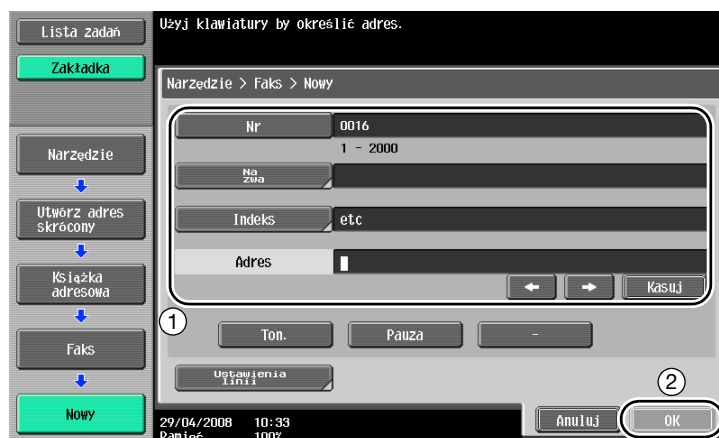 Lista zadań
Zakładka
Narzędzie
Utwórz adres
skrócony
Książka
adresowa
Faks
Nowy
Użyj klawiatury by określić adres.
Narzędzie > Faks > Nowy
Nr
0016
1 - 2000
Na
zwa
Indeks
etc
Adres
Kasuj
1
Ton.
Pauza
-
Ustawienia
linii
2
29/04/2008 10:33
Pamięć 100%
Anuluj
OK